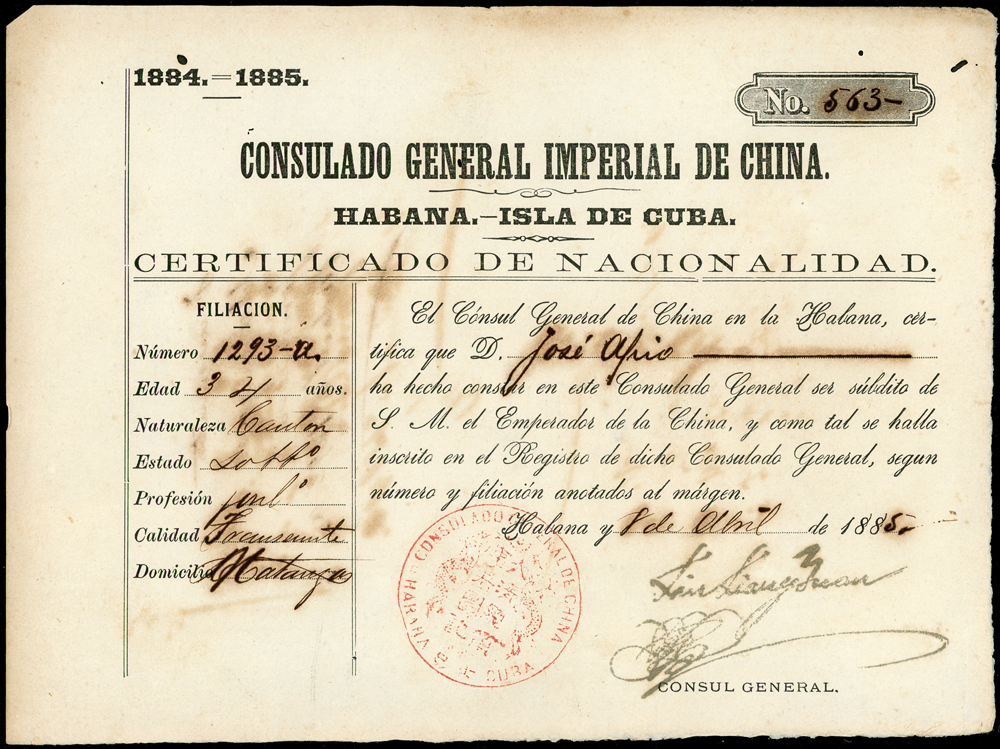 1884.=1885.
No. 563-
CONSULADO GENERAL IMPERIAL DE CHINA.
HABANA.-ISLA DE CUBA.
CERTIFICADO DE NACIONALIDAD.
FILIACION.
Número 1293-a.
Edad 34 años.
Naturaleza Canton
Estado solto
Profesión
Calidad Transeunte
Domicilio Matanzas
El Cónsul General de China en la Habana, cer-
tifica que D. José
ha hecho constar en este Consulado General ser súbdito de
S. M. el Emperador de la China, y como tal se halla
inscrito en el Registro de dicho Consulado General, segun
número y filiación anotados al márgen.
Habana y 8 de Abril de 1885.
CONSULADO GENERAL DE CHINA
HABANA
CUBA
CONSUL GENERAL.